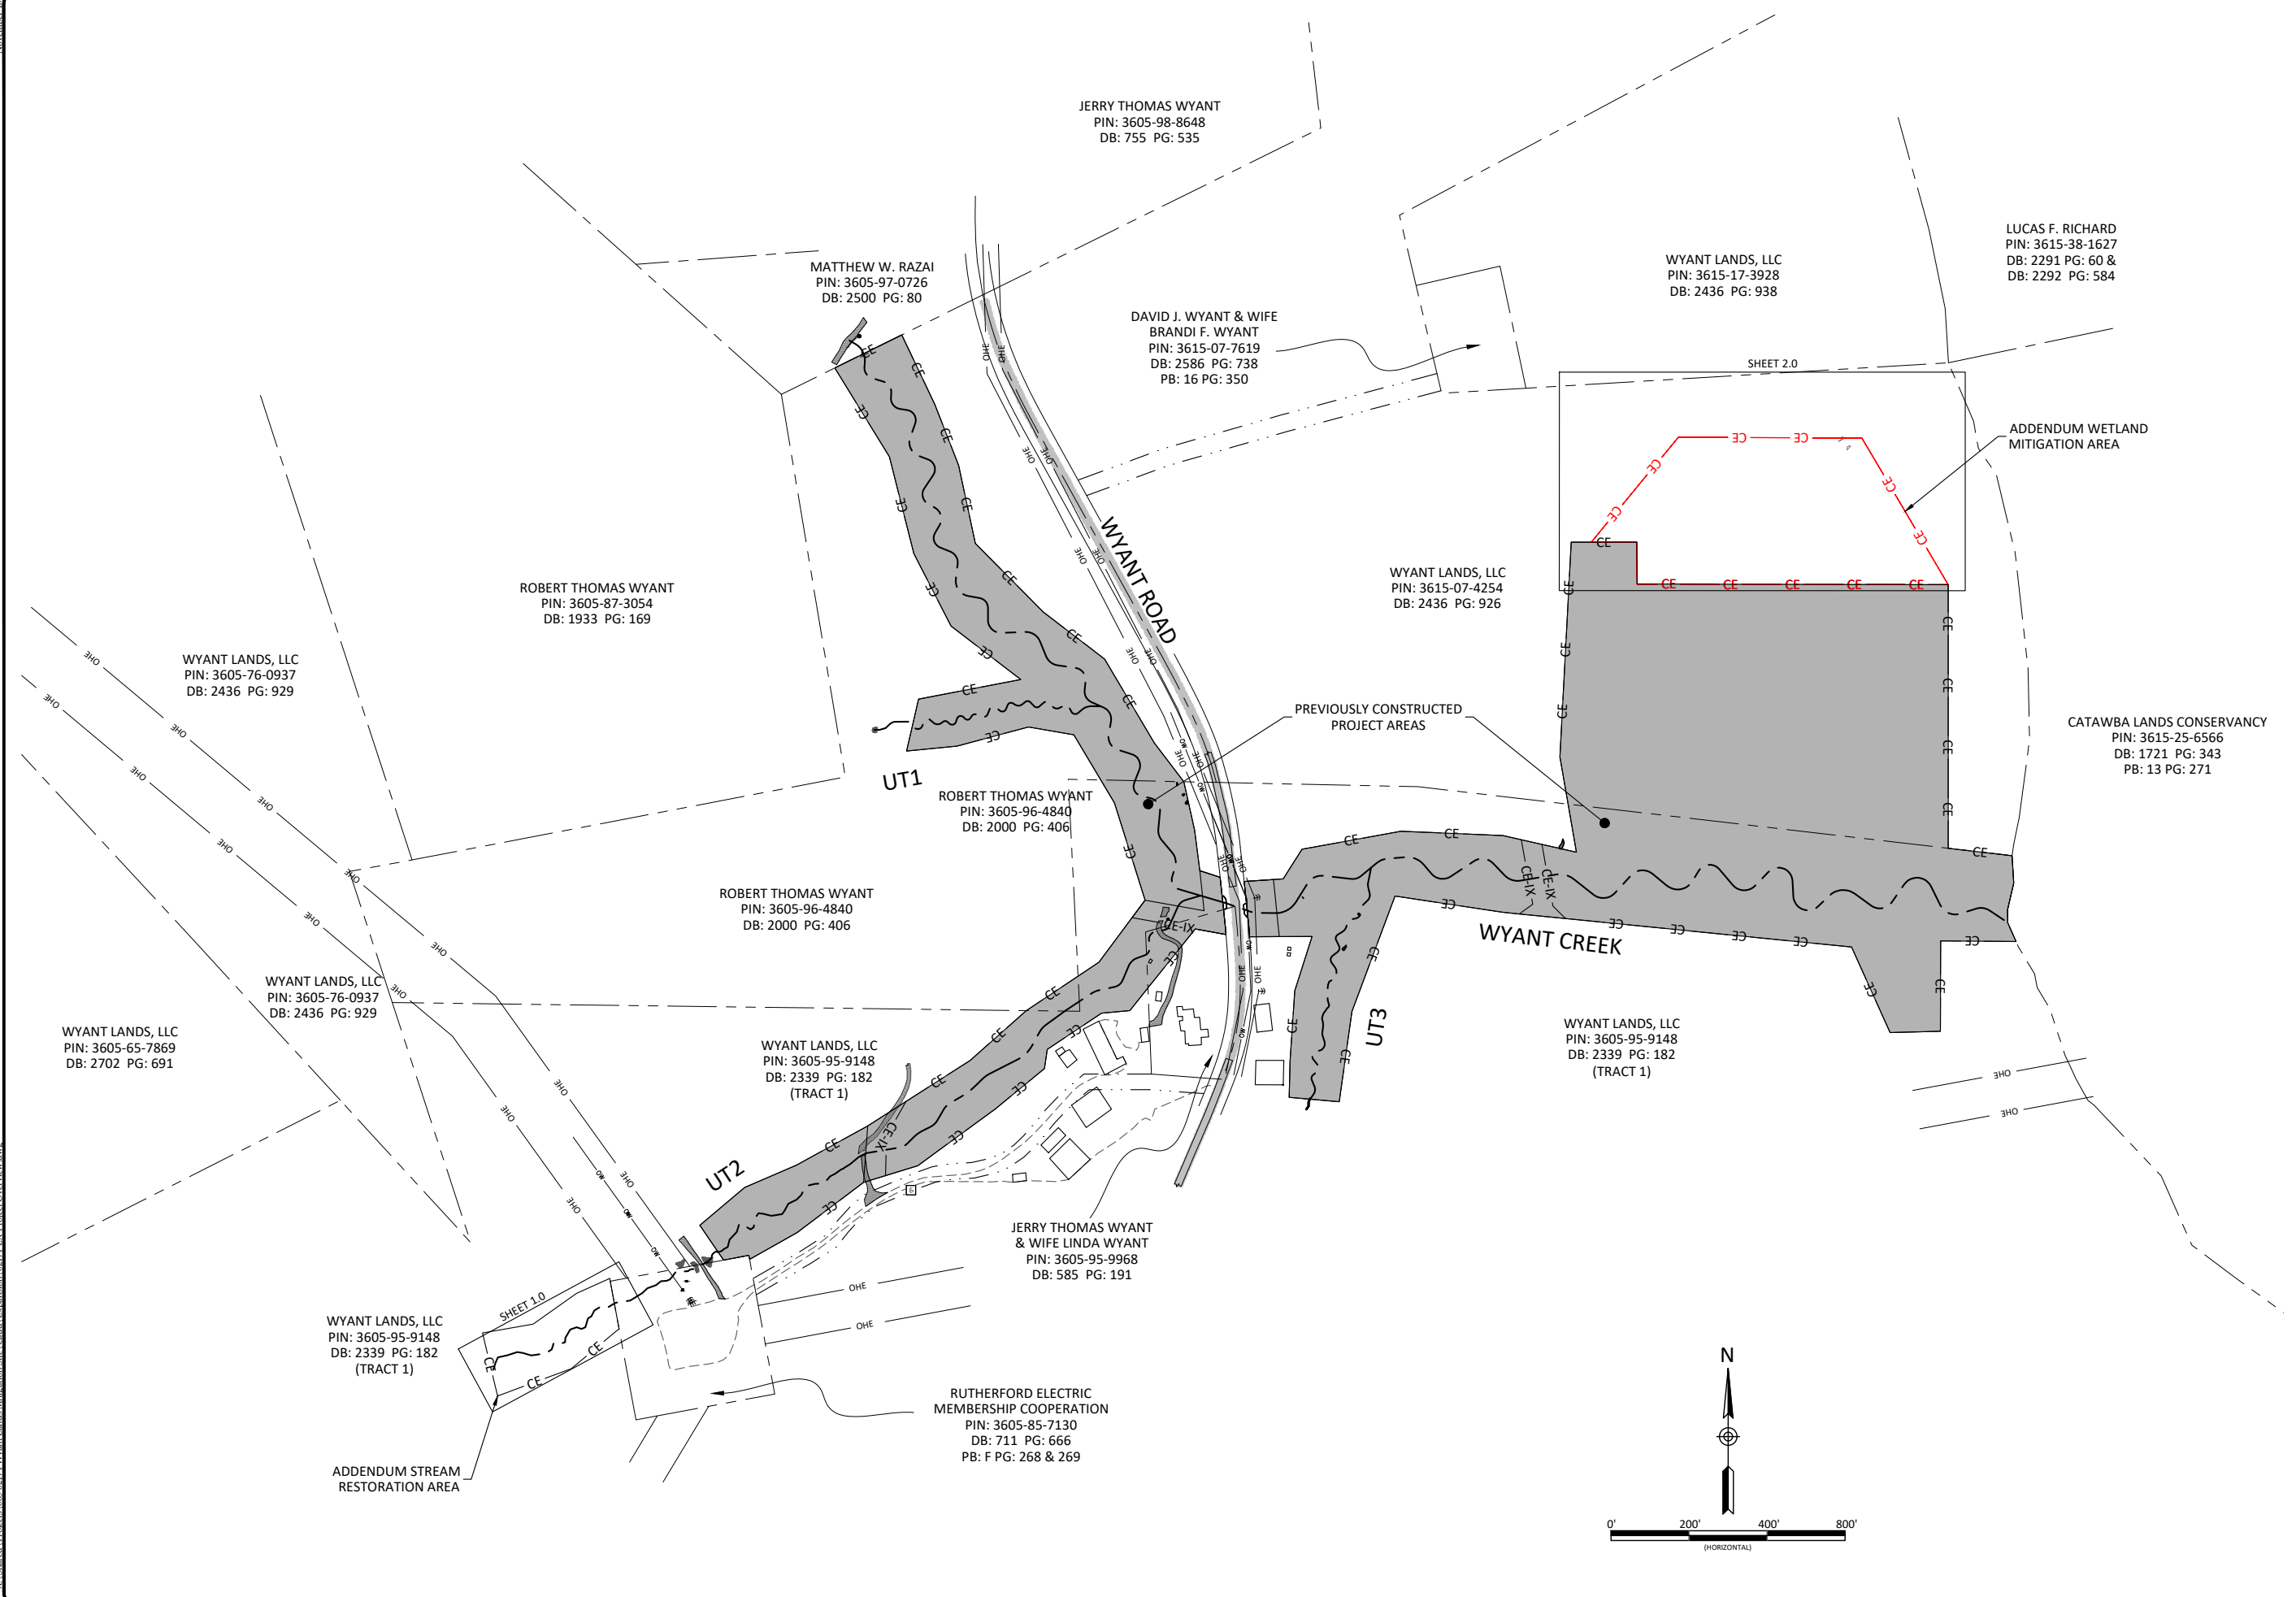 JERRY THOMAS WYANT
PIN: 3605-98-8648
DB: 755 PG: 535
MATTHEW W. RAZAI
PIN: 3605-97-0726
DB: 2500 PG: 80
DAVID J. WYANT & WIFE
BRANDI F. WYANT
PIN: 3615-07-7619
DB: 2586 PG: 738
PB: 16 PG: 350
WYANT LANDS, LLC
PIN: 3615-17-3928
DB: 2436 PG: 938
LUCAS F. RICHARD
PIN: 3615-38-1627
DB: 2291 PG: 60 &
DB: 2292 PG: 584
SHEET 2.0
ADDENDUM WETLAND
MITIGATION AREA
WYANT ROAD
ROBERT THOMAS WYANT
PIN: 3605-87-3054
DB: 1933 PG: 169
WYANT LANDS, LLC
PIN: 3615-07-4254
DB: 2436 PG: 926
WYANT LANDS, LLC
PIN: 3605-76-0937
DB: 2436 PG: 929
PREVIOUSLY CONSTRUCTED
PROJECT AREAS
CATAWBA LANDS CONSERVANCY
PIN: 3615-25-6566
DB: 1721 PG: 343
PB: 13 PG: 271
UT1
ROBERT THOMAS WYANT
PIN: 3605-96-4840
DB: 2000 PG: 406
ROBERT THOMAS WYANT
PIN: 3605-96-4840
DB: 2000 PG: 406
CE-IX
CE-IX
CE-IX
WYANT CREEK
WYANT LANDS, LLC
PIN: 3605-76-0937
DB: 2436 PG: 929
WYANT LANDS, LLC
PIN: 3605-65-7869
DB: 2702 PG: 691
WYANT LANDS, LLC
PIN: 3605-95-9148
DB: 2339 PG: 182
(TRACT 1)
UT3
WYANT LANDS, LLC
PIN: 3605-95-9148
DB: 2339 PG: 182
(TRACT 1)
CE-IX
UT2
JERRY THOMAS WYANT
& WIFE LINDA WYANT
PIN: 3605-95-9968
DB: 585 PG: 191
SHEET 1.0
OHE
OHE
CE
CE
CE
WYANT LANDS, LLC
PIN: 3605-95-9148
DB: 2339 PG: 182
(TRACT 1)
RUTHERFORD ELECTRIC
MEMBERSHIP COOPERATION
PIN: 3605-85-7130
DB: 711 PG: 666
PB: F PG: 268 & 269
ADDENDUM STREAM
RESTORATION AREA
N
0' 200' 400' 800'
(HORIZONTAL)